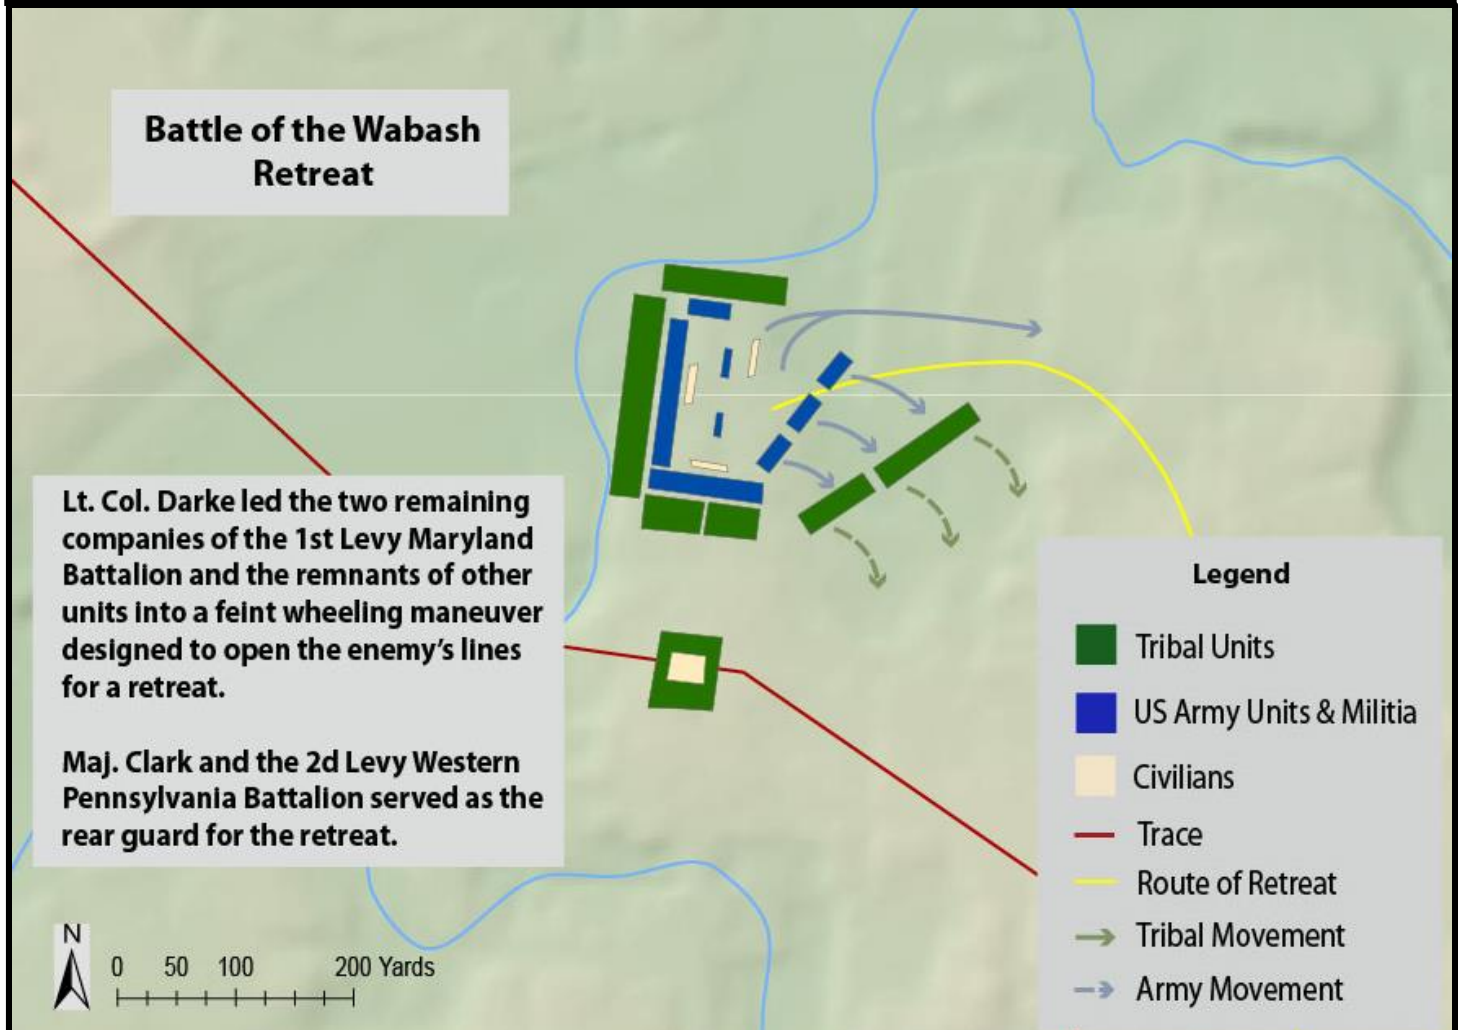 Battle of the Wabash
Retreat
Lt. Col. Darke led the two remaining
companies of the 1st Levy Maryland
Battalion and the remnants of other
units into a feint wheeling maneuver
designed to open the enemy’s lines
for a retreat.
Maj. Clark and the 2d Levy Western
Pennsylvania Battalion served as the
rear guard for the retreat.
N
0 50 100 200 Yards
Legend
Tribal Units
US Army Units & Militia
Civilians
Trace
Route of Retreat
Tribal Movement
Army Movement